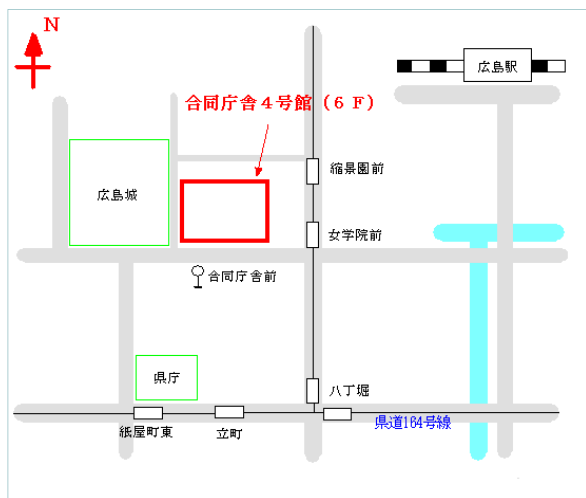 N
広島駅
合同庁舎４号館（６Ｆ）
縮景園前
広島城
女学院前
合同庁舎前
県庁
八丁堀
県道164号線
紙屋町東
立町